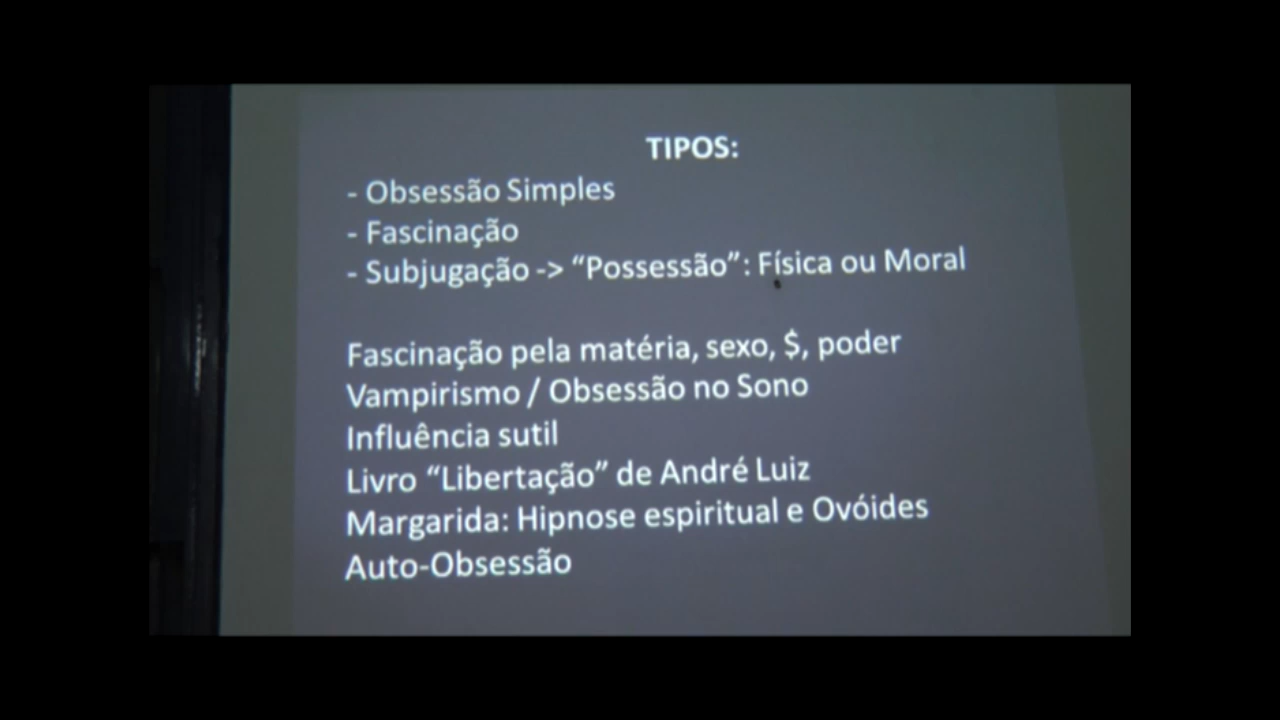 TIPOS:
- Obsessão Simples
- Fascinação
- Subjugação -> “Possessão”: Física ou Moral
Fascinação pela matéria, sexo, $, poder
Vampirismo / Obsessão no Sono
Influência sutil
Livro “Libertação” de André Luiz
Margarida: Hipnose espiritual e Ovóides
Auto-Obsessão